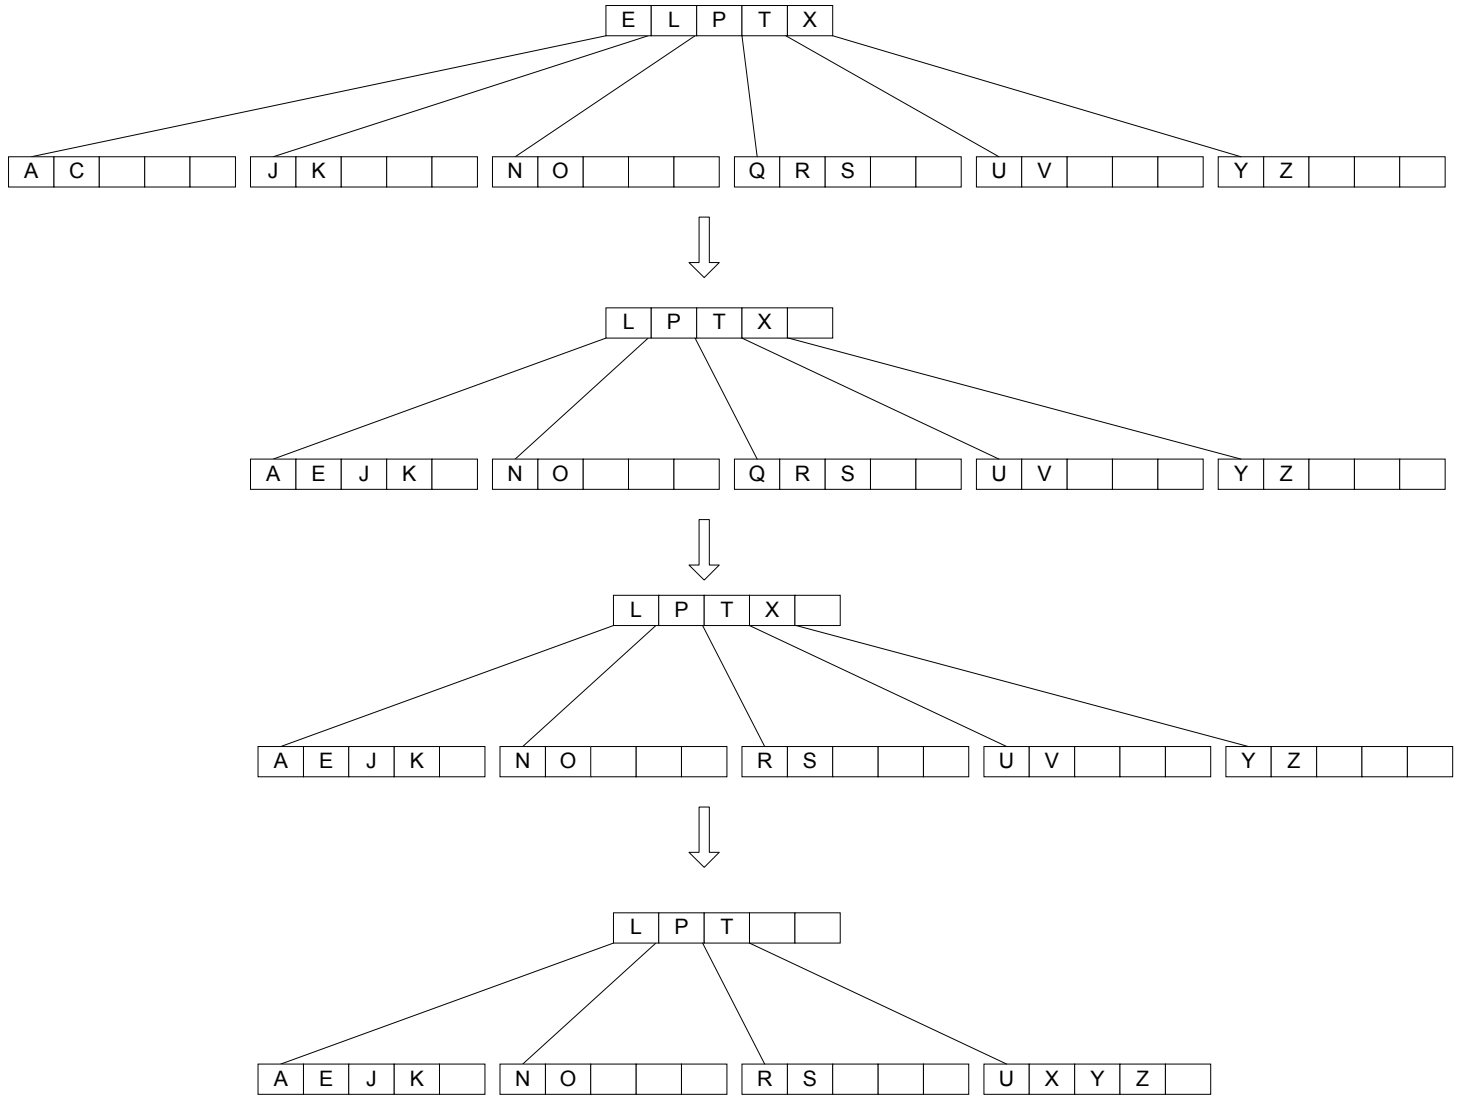 E L P T X
A C J K N O Q R S U V Y Z
L P T X
A E J K N O Q R S U V Y Z
L P T X
A E J K N O R S U V Y Z
L P T
A E J K N O R S U X Y Z